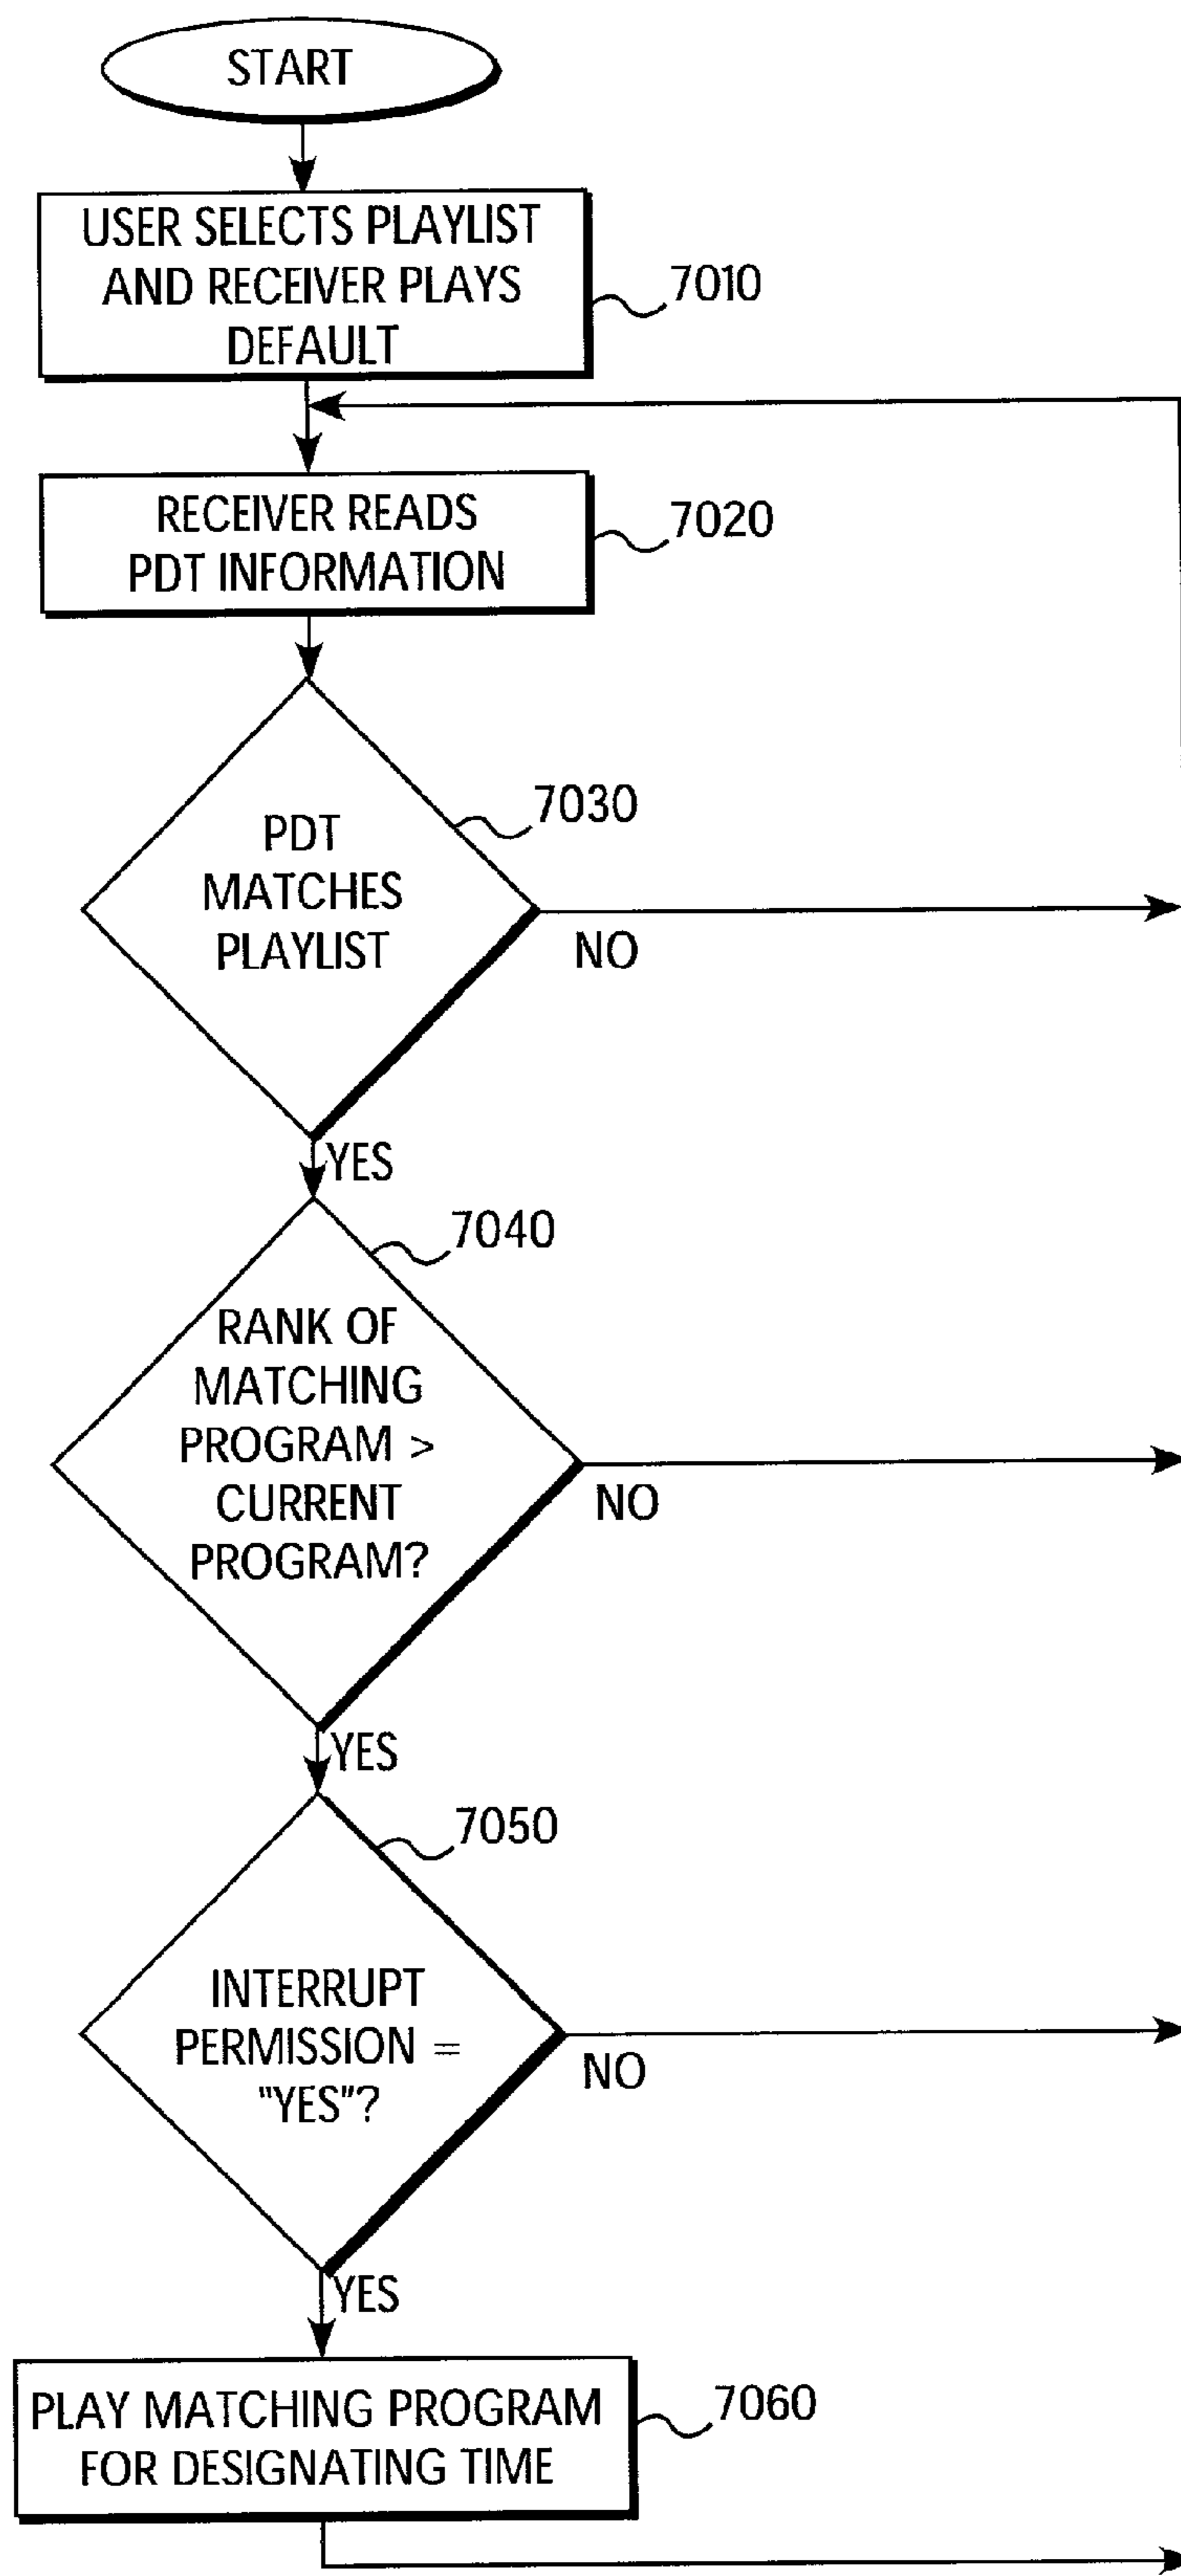 START
USER SELECTS PLAYLIST
AND RECEIVER PLAYS
DEFAULT
7010
RECEIVER READS
PDT INFORMATION
7020
PDT
MATCHES
PLAYLIST
7030
NO
YES
7040
RANK OF
MATCHING
PROGRAM >
CURRENT
PROGRAM?
NO
YES
7050
INTERRUPT
PERMISSION =
"YES"?
NO
YES
PLAY MATCHING PROGRAM
FOR DESIGNATING TIME
7060